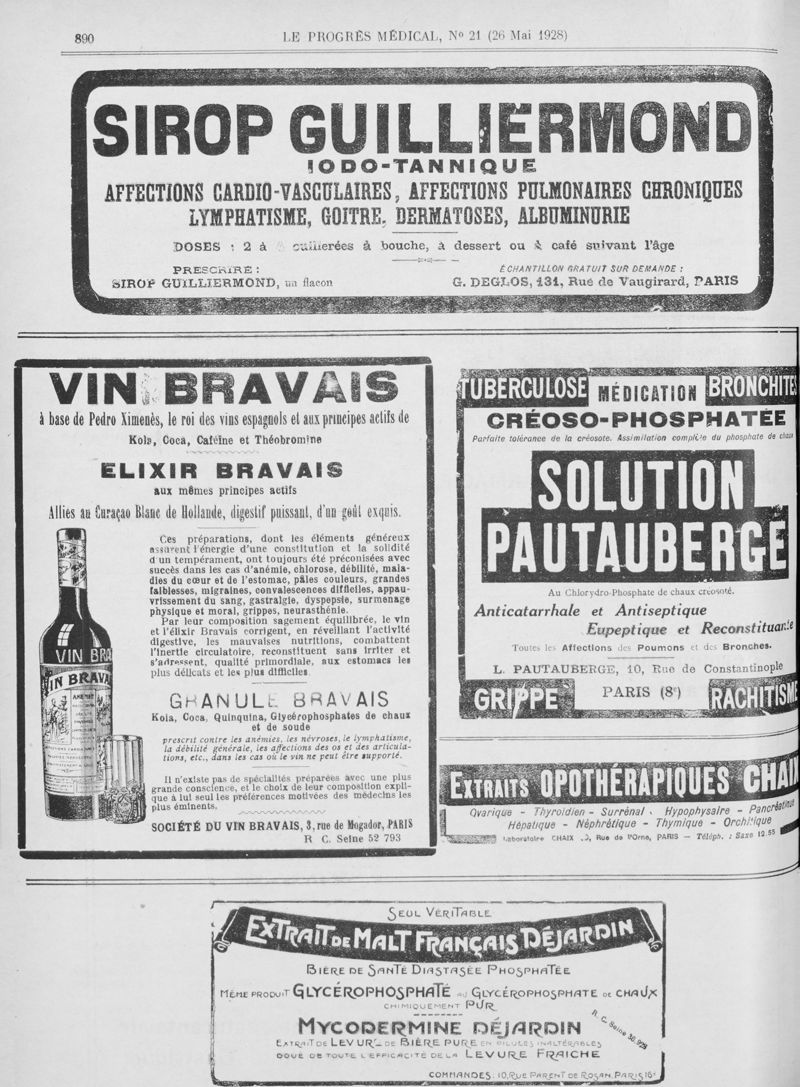 890
LE PROGRÈS MÉDICAL, No 21 (26 Mai 1928)
SIROP GUILLIERMOND
IODO-TANNIQUE
AFFECTIONS CARDIO-VASCULAIRES, AFFECTIONS PULMONAIRES CHRONIQUES
LYMPHATISME, GOITRE, DERMATOSES, ALBUMINURIE
DOSES : 2 à cuillerées à bouche, à dessert ou à café suivant l'âge
PRESCRIRE :
SIROP GUILLIERMOND, un flacon
ÉCHANTILLON GRATUIT SUR DEMANDE :
G. DEGLOS, 131, Rue de Vaugirard, PARIS
VIN BRAVAIS
à base de Pedro Ximenès, le roi des vins espagnols et aux principes actifs de
Kola, Coca, Caféine et Théobromine
ELIXIR BRAVAIS
aux mêmes principes actifs
Alliés au Curaçao Blanc de Hollande, digestif puissant, d'un goût exquis.
Ces préparations, dont les éléments généreux
assurent l'énergie d'une constitution et la solidité
d'un tempérament, ont toujours été préconisées avec
succès dans les cas d'anémie, chlorose, débilité, mala-
dies du cœur et de l'estomac, pâles couleurs, grandes
faiblesses, migraines, convalescences difficiles, appau-
vrissement du sang, gastralgie, dyspepsie, surmenage
physique et moral, grippes, neurasthénie.
Par leur composition sagement équilibrée, le vin
et l'élixir Bravais corrigent, en réveillant l'activité
digestive, les mauvaises nutritions, combattent
l'inertie circulatoire, reconstituent sans irriter et
s'adressent, qualité primordiale, aux estomacs les
plus délicats et les plus difficiles.
VIN BRA
VIN BRAVAI
GRANULE BRAVAIS
Kola, Coca, Quinquina, Glycérophosphates de chaux
et de soude
prescrit contre les anémies, les névroses, le lymphatisme,
la débilité générale, les affections des os et des articula-
tions, etc., dans les cas où le vin ne peut être supporté.
Il n'existe pas de spécialités préparées avec une plus
grande conscience, et le choix de leur composition expli-
que à lui seul les préférences motivées des médecins les
plus éminents.
SOCIÉTÉ DU VIN BRAVAIS, 3, rue de Mogador, PARIS
R C. Seine 52 793
TUBERCULOSE MÉDICATION BRONCHITES
CRÉOSO-PHOSPHATÉE
Parfaite tolérance de la créosote. Assimilation complète du phosphate de chaux
SOLUTION
PAUTAUBERGE
Au Chlorydro-Phosphate de chaux créosoté.
Anticatarrhale et Antiseptique
Eupeptique et Reconstituante
Toutes les Affections des Poumons et des Bronches.
L. PAUTAUBERGE, 10, Rue de Constantinople
GRIPPE PARIS (8e) RACHITISME
EXTRAITS OPOTHÉRAPIQUES CHAIX
Ovarique - Thyroïdien - Surrénal - Hypophysaire - Pancréatique
Hépatique - Néphrétique - Thymique - Orchitique
Laboratoire CHAIX Rue de l'Orne, PARIS - Téléph. : Saxe 12.55
SEUL VÉRITABLE
EXTRAIT DE MALT FRANÇAIS DÉJARDIN
BIÈRE DE SANTÉ DIASTASÉE PHOSPHATÉE
MÊME PRODUIT GLYCÉROPHOSPHATÉ AU GLYCÉROPHOSPHATE DE CHAUX
CHIMIQUEMENT PUR
MYCODERMINE DÉJARDIN
R. C. Seine 30.929
EXTRAIT DE LEVURE DE BIÈRE PURE EN PILULES INALTÉRABLES
DOUÉ DE TOUTE L'EFFICACITÉ DE LA LEVURE FRAICHE
COMMANDES: 10, RUE PARENT DE ROSAN, PARIS 16e